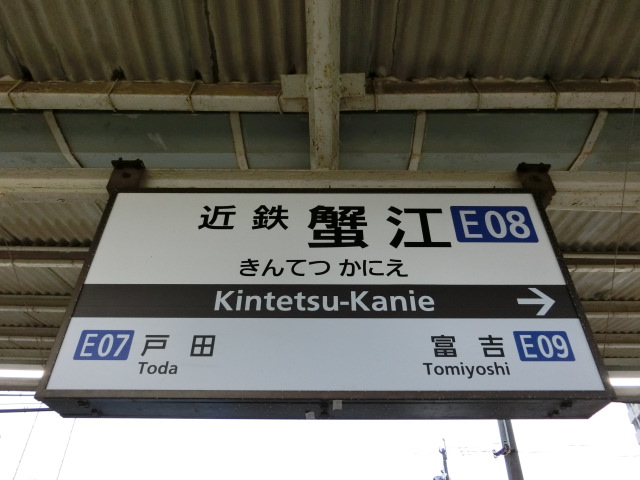 近鉄 蟹江 E08
きんてつ かにえ
Kintetsu-Kanie →
E07 戸田 富吉 E09
Toda Tomiyoshi